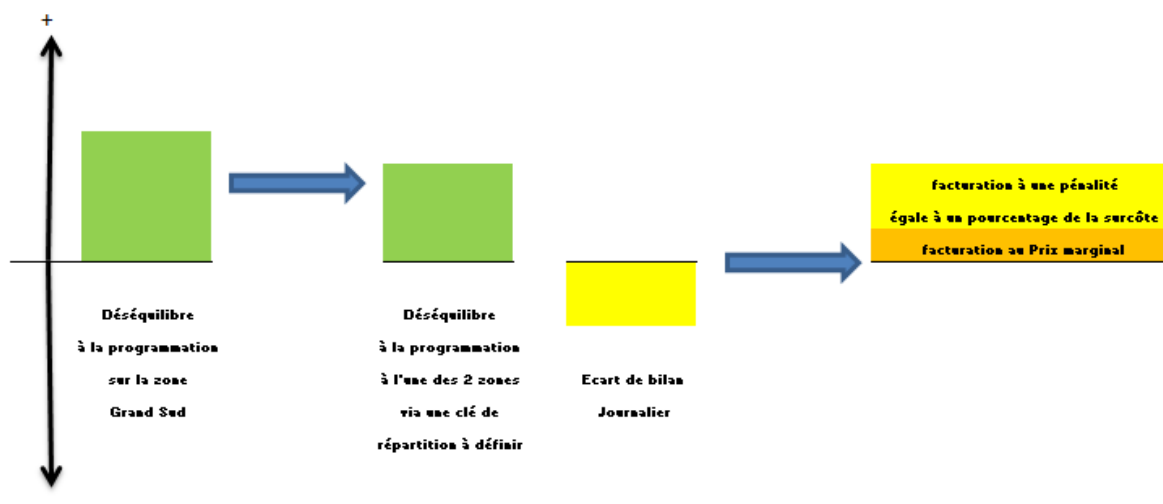 +
facturation à une pénalité
égale à un pourcentage de la surcôte
facturation au Prix marginal
Déséquilibre
à la programmation
sur la zone
Grand Sud
Déséquilibre
à la programmation
à l'une des 2 zones
via une clé de
répartition à définir
Ecart de bilan
Journalier